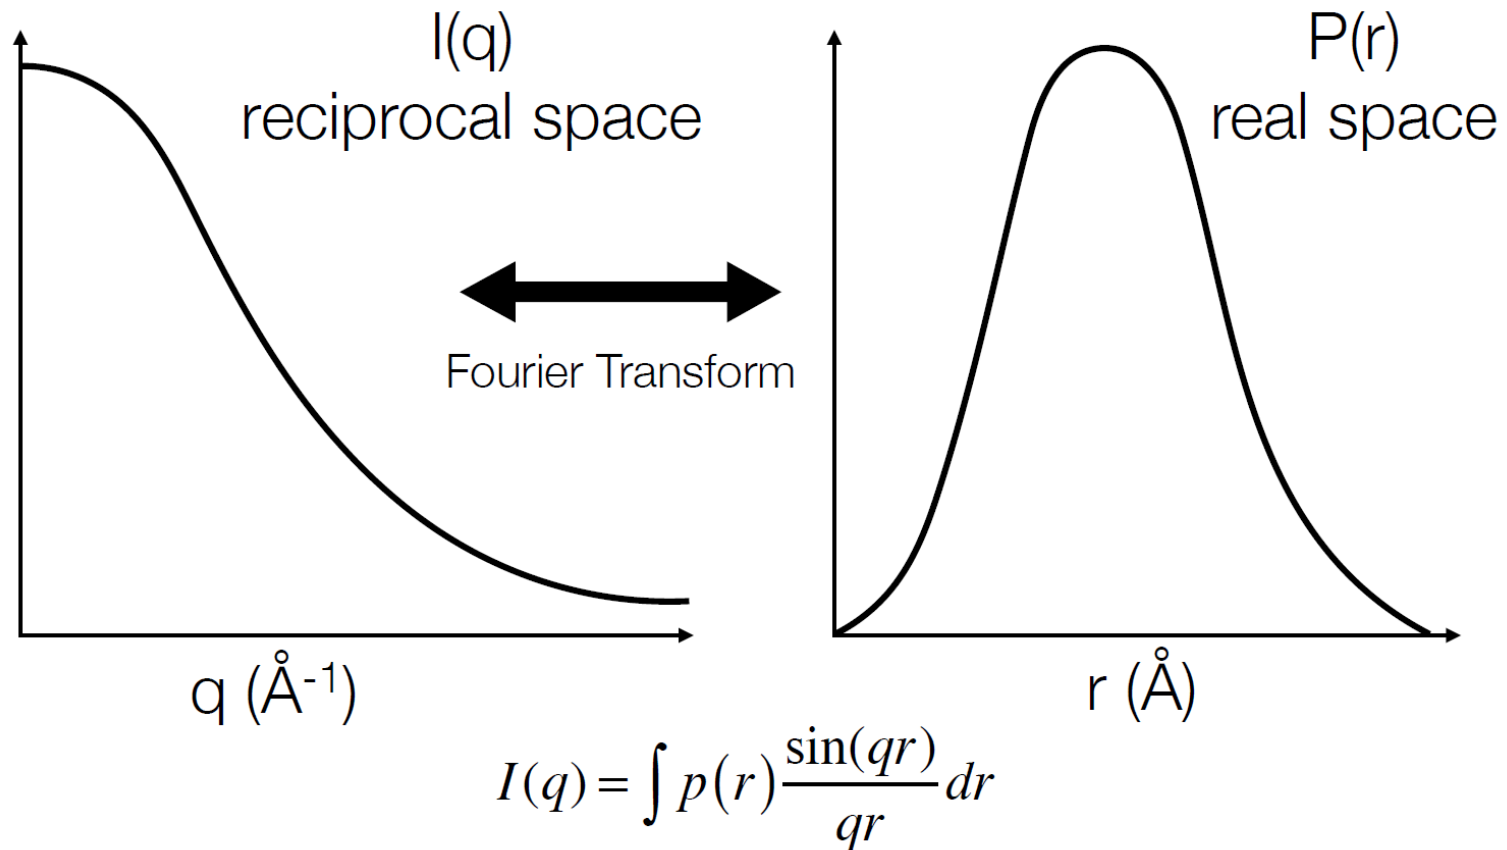 I(q)
reciprocal space
P(r)
real space
Fourier Transform
q (Å⁻¹)
r (Å)
I(q) = ∫ p(r) sin(qr)/qr dr